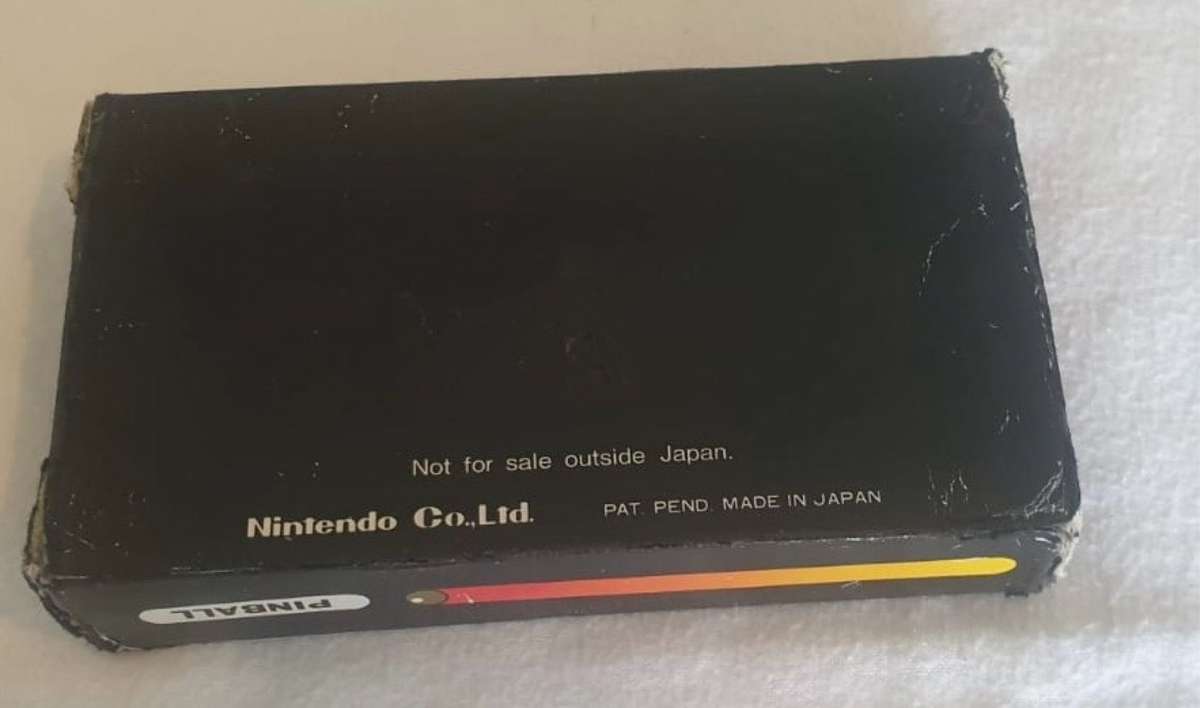 Not for sale outside Japan.
Nintendo Co.,Ltd. PAT. PEND. MADE IN JAPAN
PINBALL